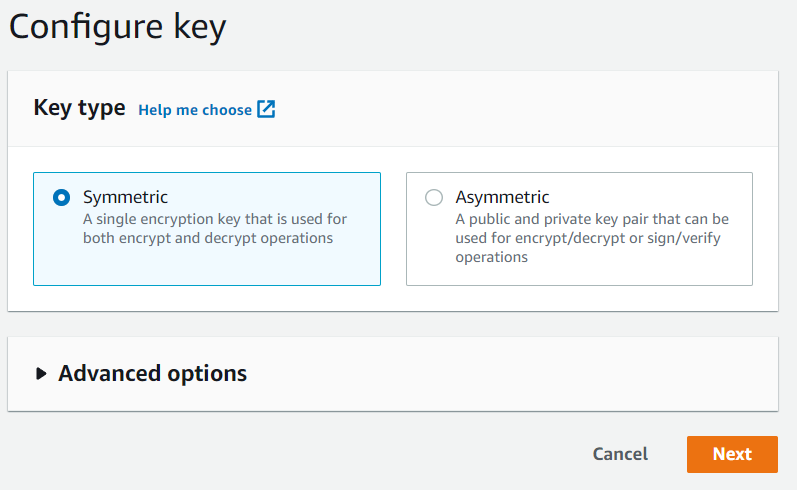 Configure key
Key type Help me choose
Symmetric
A single encryption key that is used for
both encrypt and decrypt operations
Asymmetric
A public and private key pair that can be
used for encrypt/decrypt or sign/verify
operations
Advanced options
Cancel Next